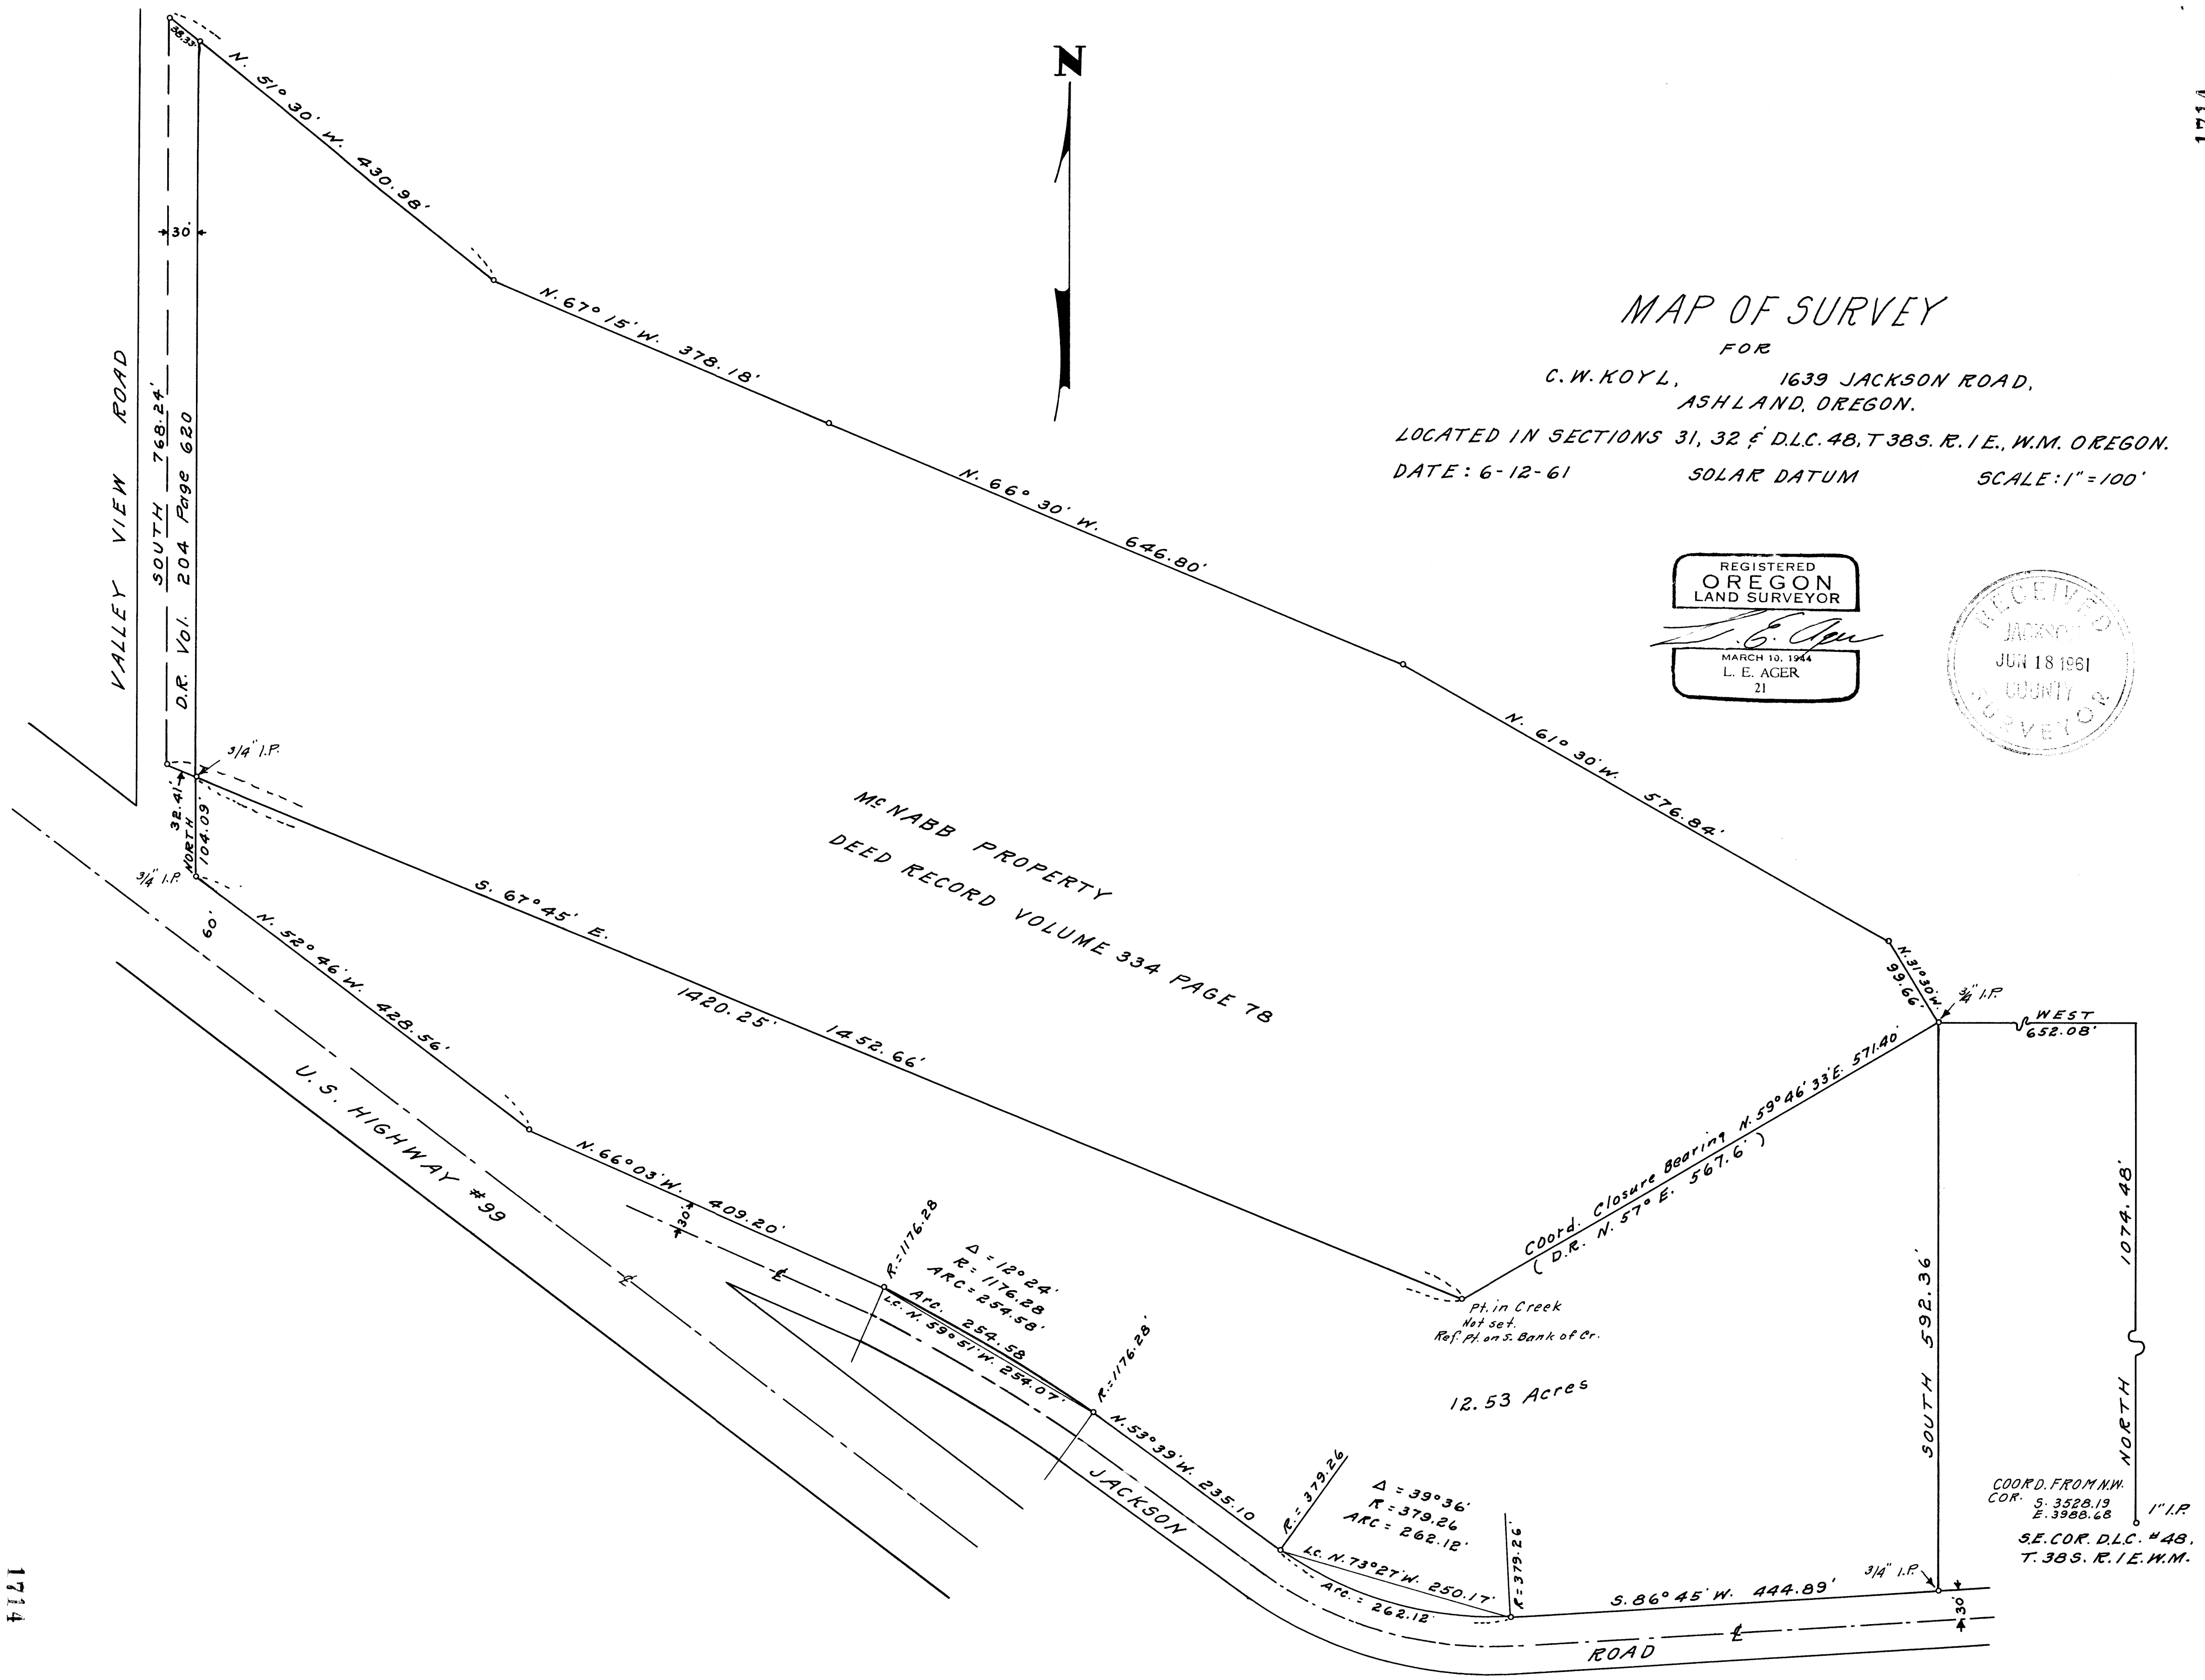 1714
N
MAP OF SURVEY
FOR
C.W. KOYL, 1639 JACKSON ROAD,
ASHLAND, OREGON.
LOCATED IN SECTIONS 31, 32 & D.L.C. 48, T 38S. R. 1 E., W.M. OREGON.
DATE: 6-12-61 SOLAR DATUM SCALE: 1" = 100'
REGISTERED
OREGON
LAND SURVEYOR
L. E. Ager
MARCH 10, 1944
L. E. AGER
21
RECEIVED
JACKSON
JUN 18 1961
COUNTY
SURVEYOR
38.33'
N. 51° 30' W. 430.98'
30'
N. 67° 15' W. 378.18'
N. 66° 30' W. 646.80'
N. 61° 30' W. 576.84'
N. 31° 30' W.
99.66'
3/4" I.P.
WEST
652.08'
VALLEY VIEW ROAD
SOUTH 768.24'
D.R. Vol. 204 Page 620
3/4" I.P.
32.41'
NORTH
104.09'
3/4" I.P.
60'
McNABB PROPERTY
DEED RECORD VOLUME 334 PAGE 78
S. 67° 45' E.
1420.25'
1452.66'
N. 52° 46' W. 428.56'
U.S. HIGHWAY #99
℄
N. 66° 03' W. 409.20'
30'
℄
R.=1176.28
Δ = 12° 24'
R = 1176.28
ARC = 254.58'
Arc. 254.58
L.C. N. 59° 51' W. 254.07'
R.=1176.28'
Coord. Closure Bearing N. 59° 46' 33" E. 571.40'
( D.R. N. 57° E. 567.6' )
Pt. in Creek
Not set.
Ref. Pt. on S. Bank of Cr.
12.53 Acres
N. 53° 39' W. 235.10
R.= 379.26
Δ = 39° 36'
R = 379.26
ARC = 262.12'
L.C. N. 73° 27' W. 250.17'
Arc. = 262.12'
R=379.26'
S. 86° 45' W. 444.89'
3/4" I.P.
30'
℄
JACKSON
ROAD
SOUTH 592.36'
NORTH 1074.48'
COORD. FROM N.W.
COR. S. 3528.19
E. 3988.68
1" I.P.
S.E. COR. D.L.C. #48,
T. 38 S. R. 1 E. W.M.
1714